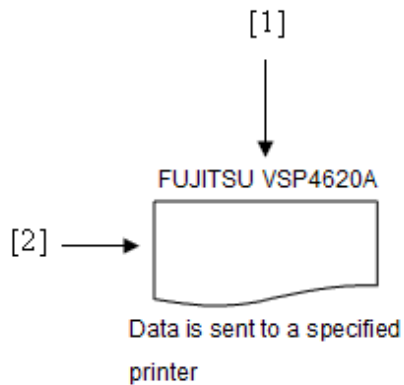 [1]
FUJITSU VSP4620A
[2]
Data is sent to a specified
printer